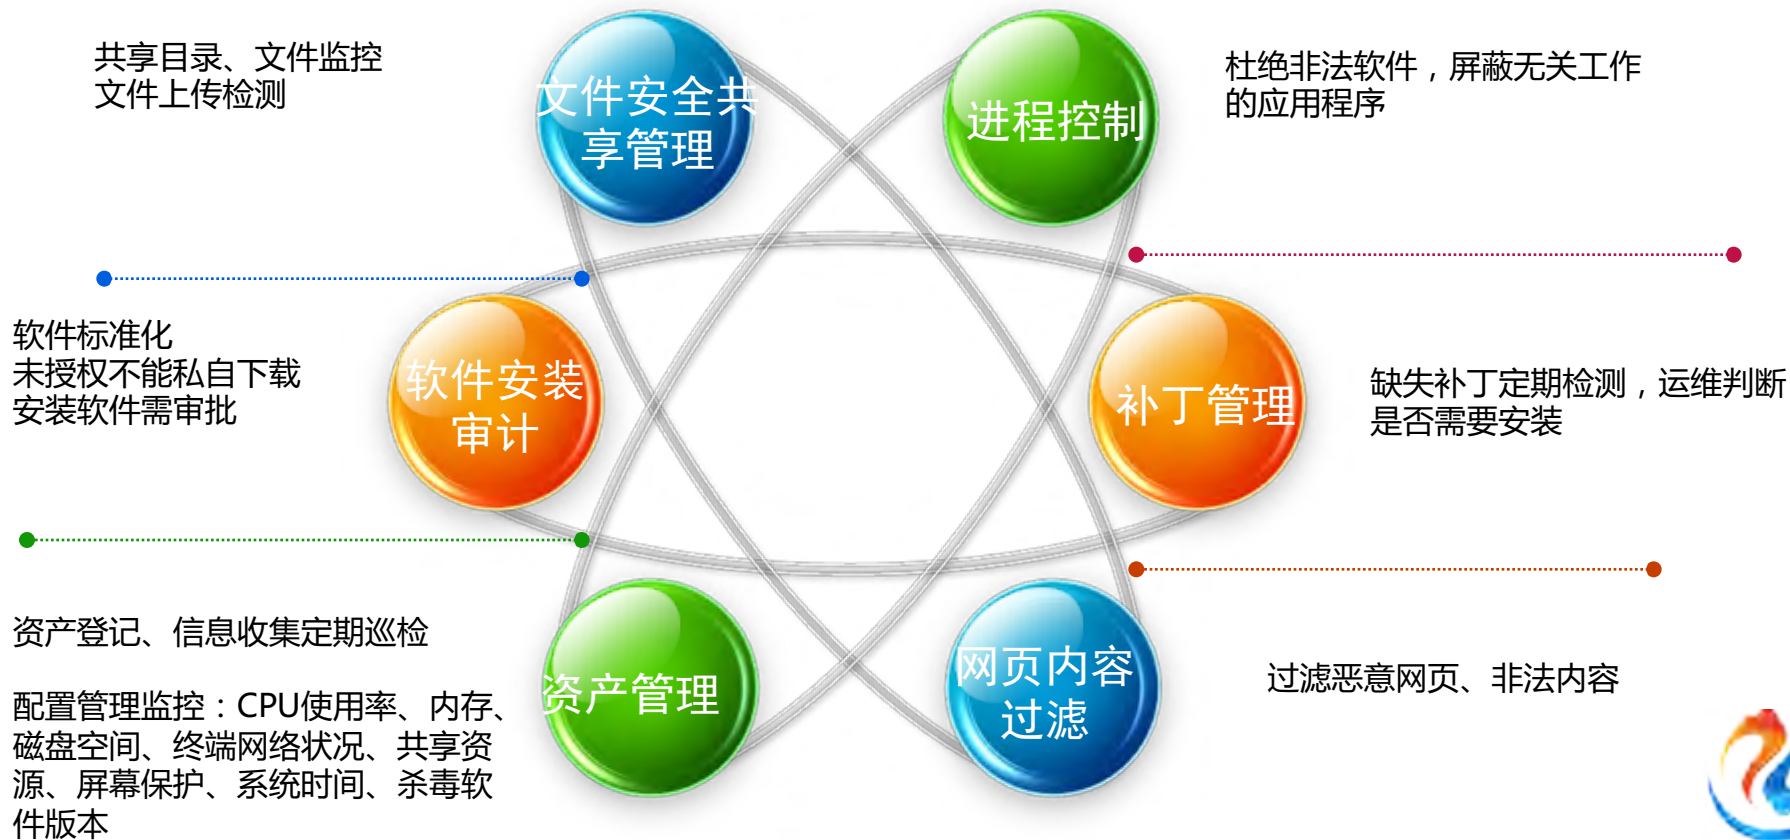 共享目录、文件监控
文件上传检测
文件安全共
享管理
进程控制
杜绝非法软件，屏蔽无关工作
的应用程序
软件标准化
未授权不能私自下载
安装软件需审批
软件安装
审计
补丁管理
缺失补丁定期检测，运维判断
是否需要安装
资产登记、信息收集定期巡检
配置管理监控：CPU使用率、内存、
磁盘空间、终端网络状况、共享资
源、屏幕保护、系统时间、杀毒软
件版本
资产管理
网页内容
过滤
过滤恶意网页、非法内容